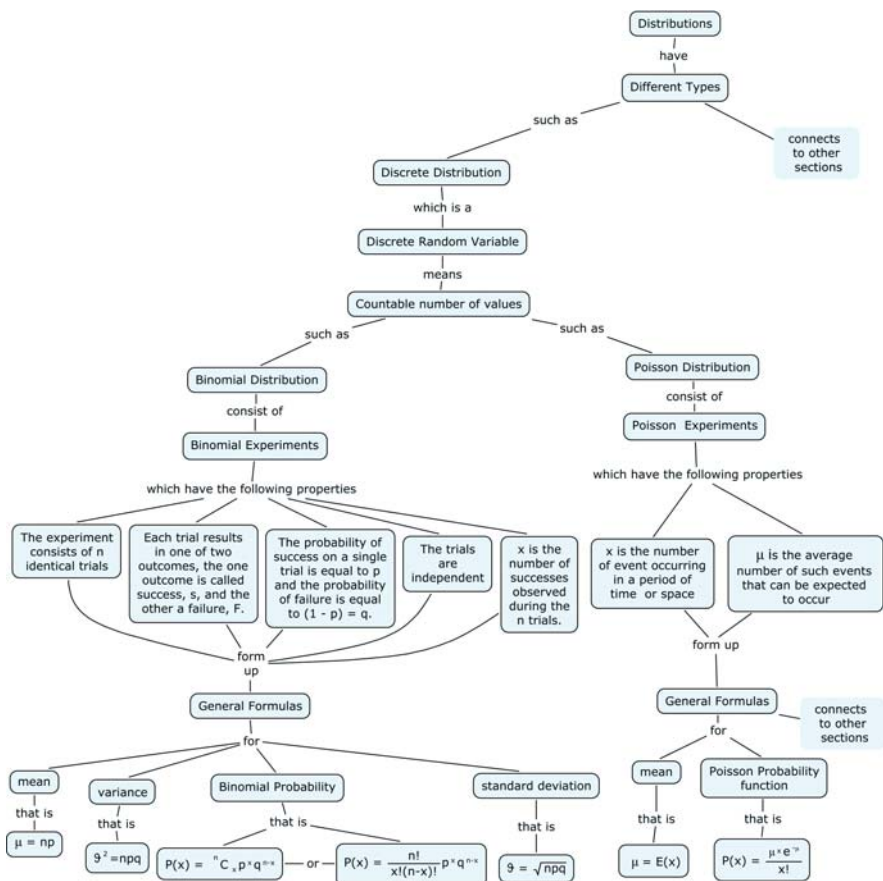 Distributions
have
Different Types
such as
connects
to other
sections
Discrete Distribution
which is a
Discrete Random Variable
means
Countable number of values
such as
such as
Binomial Distribution
consist of
Binomial Experiments
which have the following properties
The experiment
consists of n
identical trials
Each trial results
in one of two
outcomes, the one
outcome is called
success, s, and the
other a failure, F.
The probability of
success on a single
trial is equal to p
and the probability
of failure is equal
to (1 - p) = q.
The trials
are
independent
x is the
number of
successes
observed
during the
n trials.
form
up
General Formulas
for
mean
that is
μ = np
variance
that is
ϑ² =npq
Binomial Probability
that is
P(x) = ⁿCₓ pˣ qⁿ⁻ˣ
or
P(x) = n!/x!(n-x)! pˣ qⁿ⁻ˣ
standard deviation
that is
ϑ = √npq
Poisson Distribution
consist of
Poisson Experiments
which have the following properties
x is the number
of event occurring
in a period of
time or space
μ is the average
number of such events
that can be expected
to occur
form up
General Formulas
connects
to other
sections
for
mean
that is
μ = E(x)
Poisson Probability
function
that is
P(x) = μˣ e⁻μ/x!